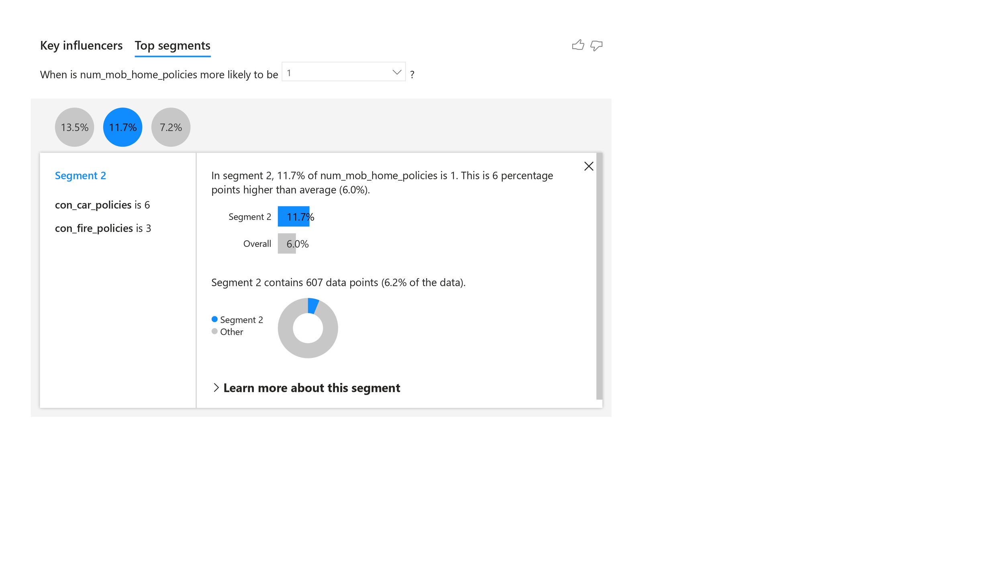 Key influencers Top segments
When is num_mob_home_policies more likely to be 1 ?
13.5% 11.7% 7.2%
Segment 2
con_car_policies is 6
con_fire_policies is 3
In segment 2, 11.7% of num_mob_home_policies is 1. This is 6 percentage
points higher than average (6.0%).
Segment 2 11.7%
Overall 6.0%
Segment 2 contains 607 data points (6.2% of the data).
Segment 2
Other
Learn more about this segment